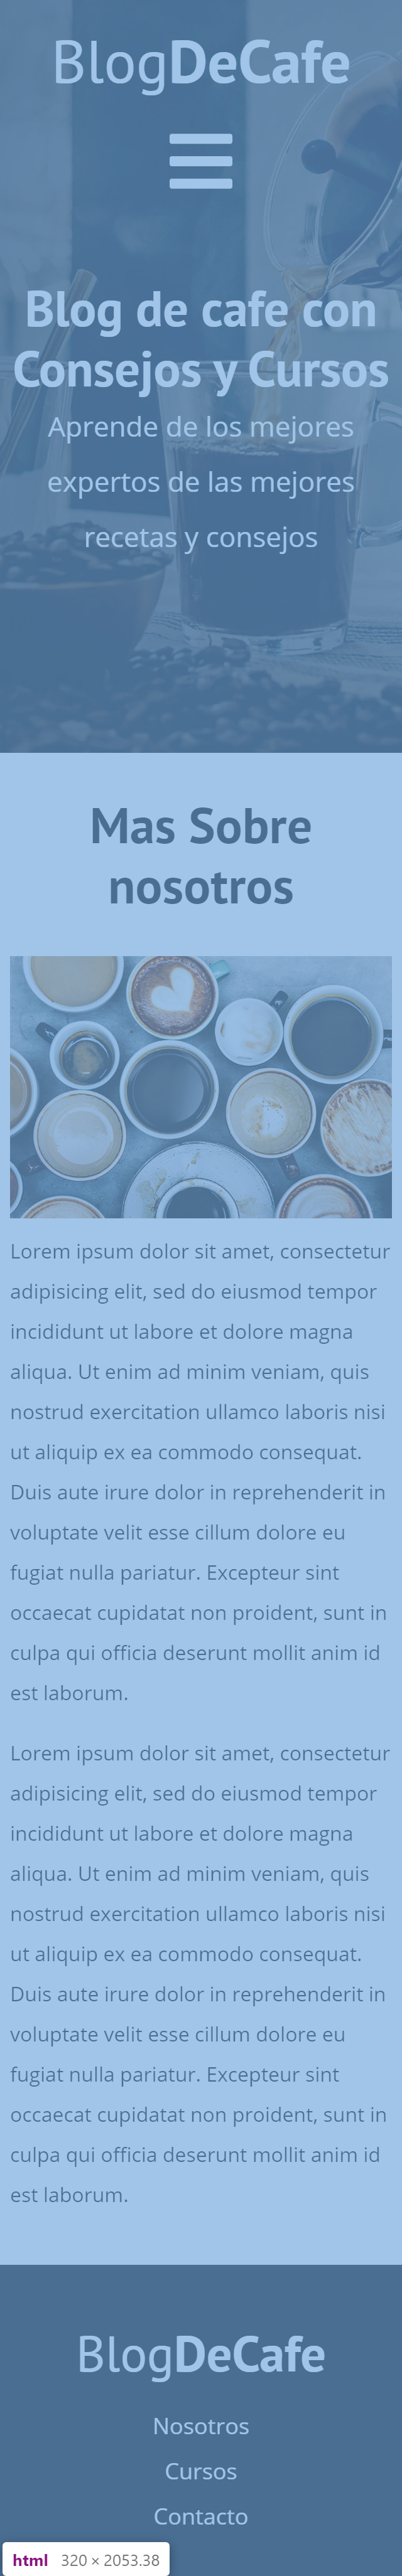 BlogDeCafe
Blog de cafe con
Consejos y Cursos
Aprende de los mejores
expertos de las mejores
recetas y consejos
Mas Sobre
nosotros
Lorem ipsum dolor sit amet, consectetur
adipisicing elit, sed do eiusmod tempor
incididunt ut labore et dolore magna
aliqua. Ut enim ad minim veniam, quis
nostrud exercitation ullamco laboris nisi
ut aliquip ex ea commodo consequat.
Duis aute irure dolor in reprehenderit in
voluptate velit esse cillum dolore eu
fugiat nulla pariatur. Excepteur sint
occaecat cupidatat non proident, sunt in
culpa qui officia deserunt mollit anim id
est laborum.
Lorem ipsum dolor sit amet, consectetur
adipisicing elit, sed do eiusmod tempor
incididunt ut labore et dolore magna
aliqua. Ut enim ad minim veniam, quis
nostrud exercitation ullamco laboris nisi
ut aliquip ex ea commodo consequat.
Duis aute irure dolor in reprehenderit in
voluptate velit esse cillum dolore eu
fugiat nulla pariatur. Excepteur sint
occaecat cupidatat non proident, sunt in
culpa qui officia deserunt mollit anim id
est laborum.
BlogDeCafe
Nosotros
Cursos
Contacto
html 320 × 2053.38